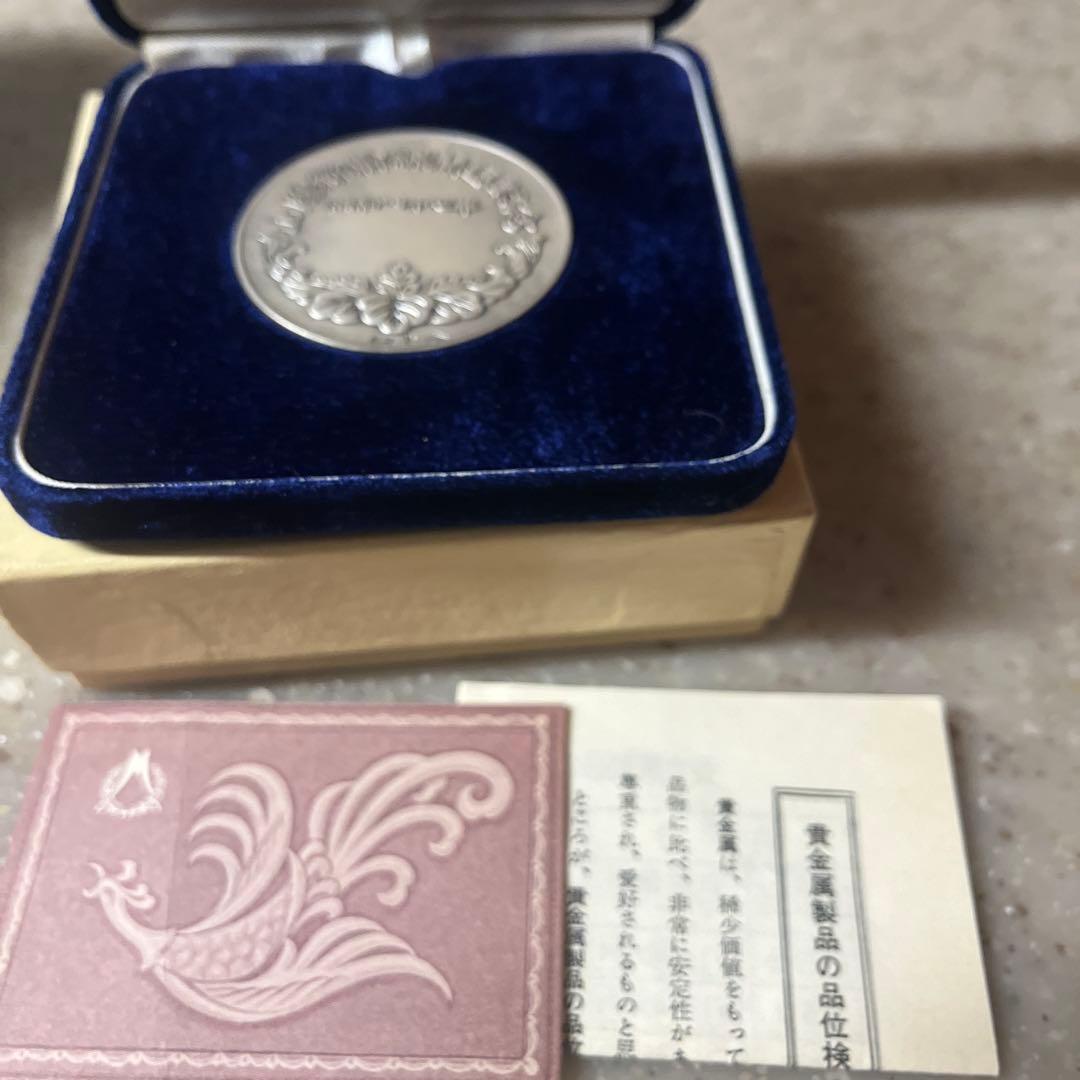 貴金属製品の品位検
貴金属は、稀少価値をもって
品物に比べ、非常に安定性が
尊重され、愛好されるものと思
ところが、貴金属製品の品位